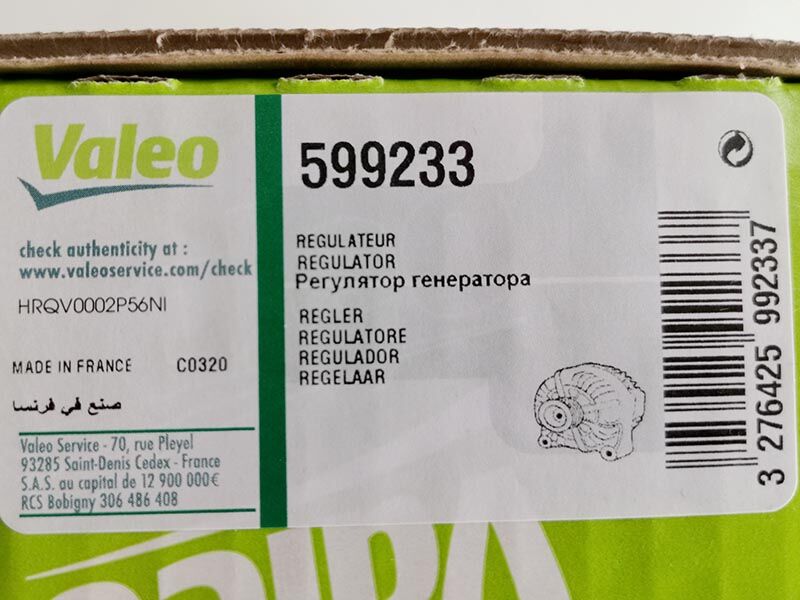 Valeo
check authenticity at :
www.valeoservice.com/check
HRQV0002P56NI
MADE IN FRANCE C0320
صنع في فرنسا
Valeo Service - 70, rue Pleyel
93285 Saint-Denis Cedex - France
S.A.S. au capital de 12 900 000€
RCS Bobigny 306 486 408
599233
REGULATEUR
REGULATOR
Регулятор генератора
REGLER
REGULATORE
REGULADOR
REGELAAR
3 276425 992337